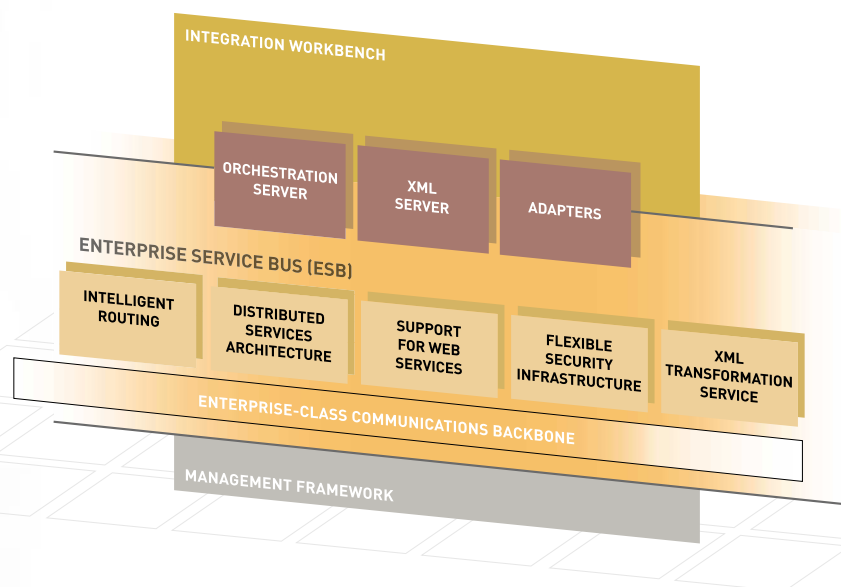 INTEGRATION WORKBENCH
ORCHESTRATION
SERVER
XML
SERVER
ADAPTERS
ENTERPRISE SERVICE BUS (ESB)
INTELLIGENT
ROUTING
DISTRIBUTED
SERVICES
ARCHITECTURE
SUPPORT
FOR WEB
SERVICES
FLEXIBLE
SECURITY
INFRASTRUCTURE
XML
TRANSFORMATION
SERVICE
ENTERPRISE-CLASS COMMUNICATIONS BACKBONE
MANAGEMENT FRAMEWORK